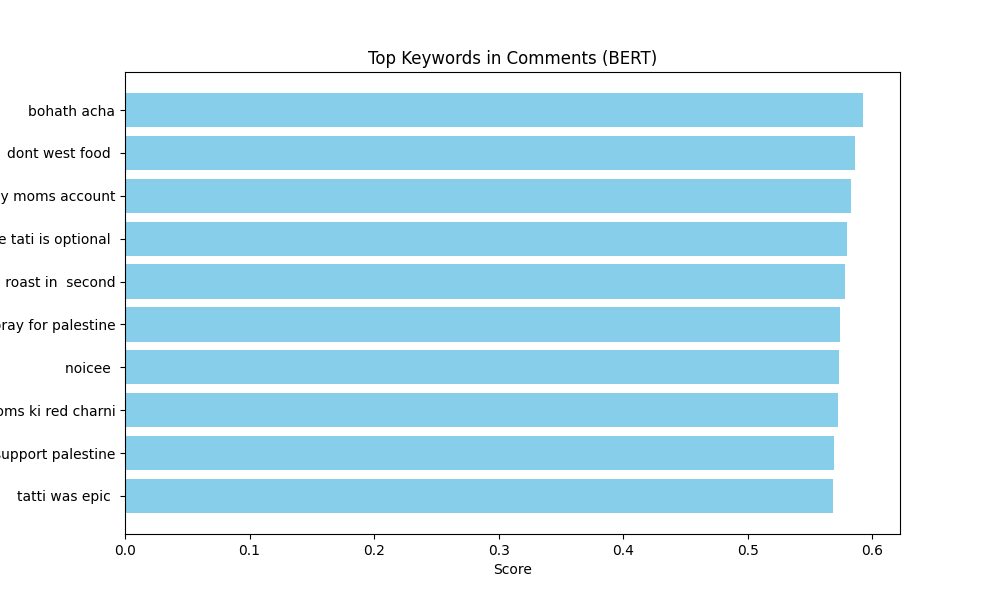 Top Keywords in Comments (BERT)
bohath acha
dont west food
y moms account
e tati is optional
roast in  second
ray for palestine
noicee
oms ki red charni
support palestine
tatti was epic
0.0 0.1 0.2 0.3 0.4 0.5 0.6
Score